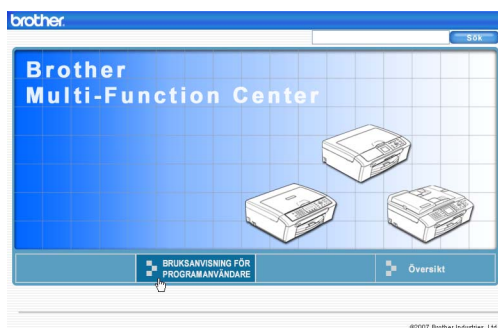 brother.
Sök
Brother
Multi-Function Center
BRUKSANVISNING FÖR
PROGRAMANVÄNDARE
Översikt
©2007 Brother Industries, Ltd.